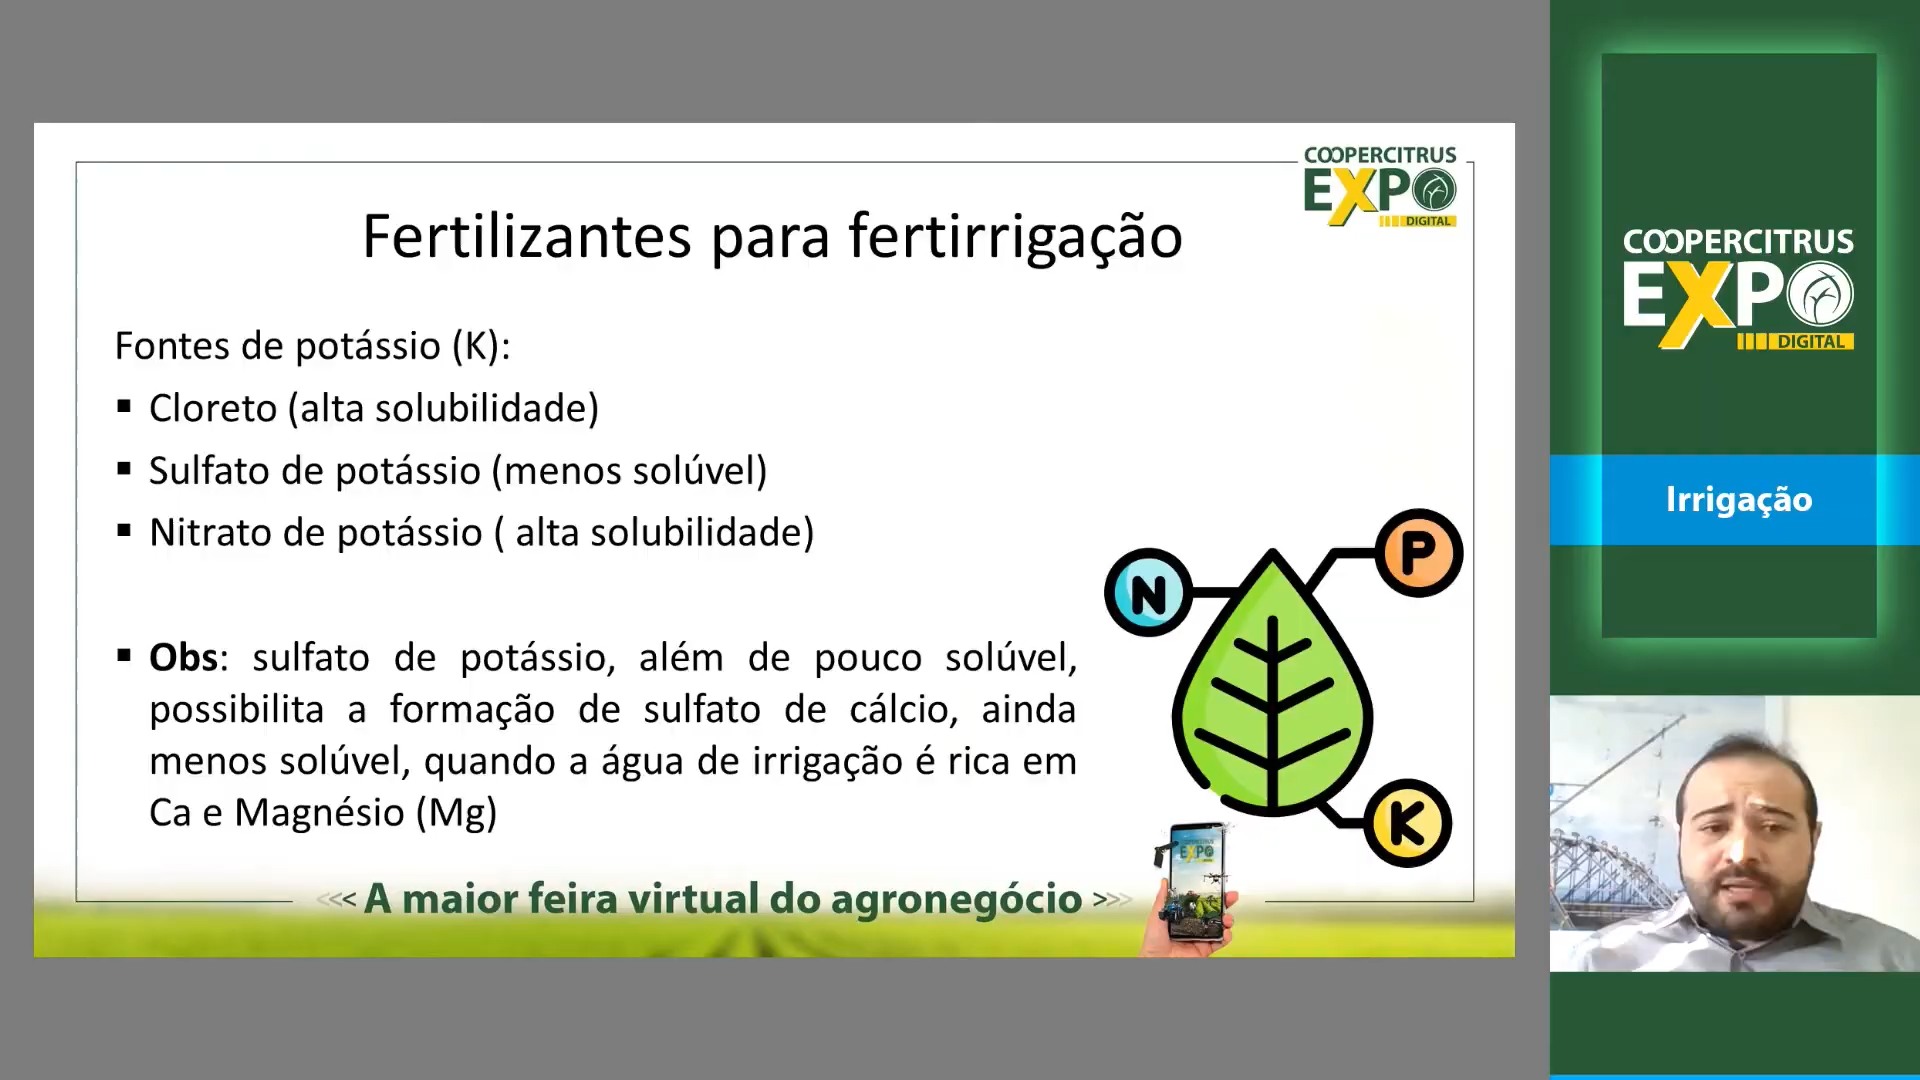 COOPERCITRUS
EXPO
DIGITAL
Fertilizantes para fertirrigação
Fontes de potássio (K):
▪ Cloreto (alta solubilidade)
▪ Sulfato de potássio (menos solúvel)
▪ Nitrato de potássio ( alta solubilidade)
▪ Obs: sulfato de potássio, além de pouco solúvel,
possibilita a formação de sulfato de cálcio, ainda
menos solúvel, quando a água de irrigação é rica em
Ca e Magnésio (Mg)
N
P
K
EXPO
<<< A maior feira virtual do agronegócio >>>
COOPERCITRUS
EXPO
DIGITAL
Irrigação